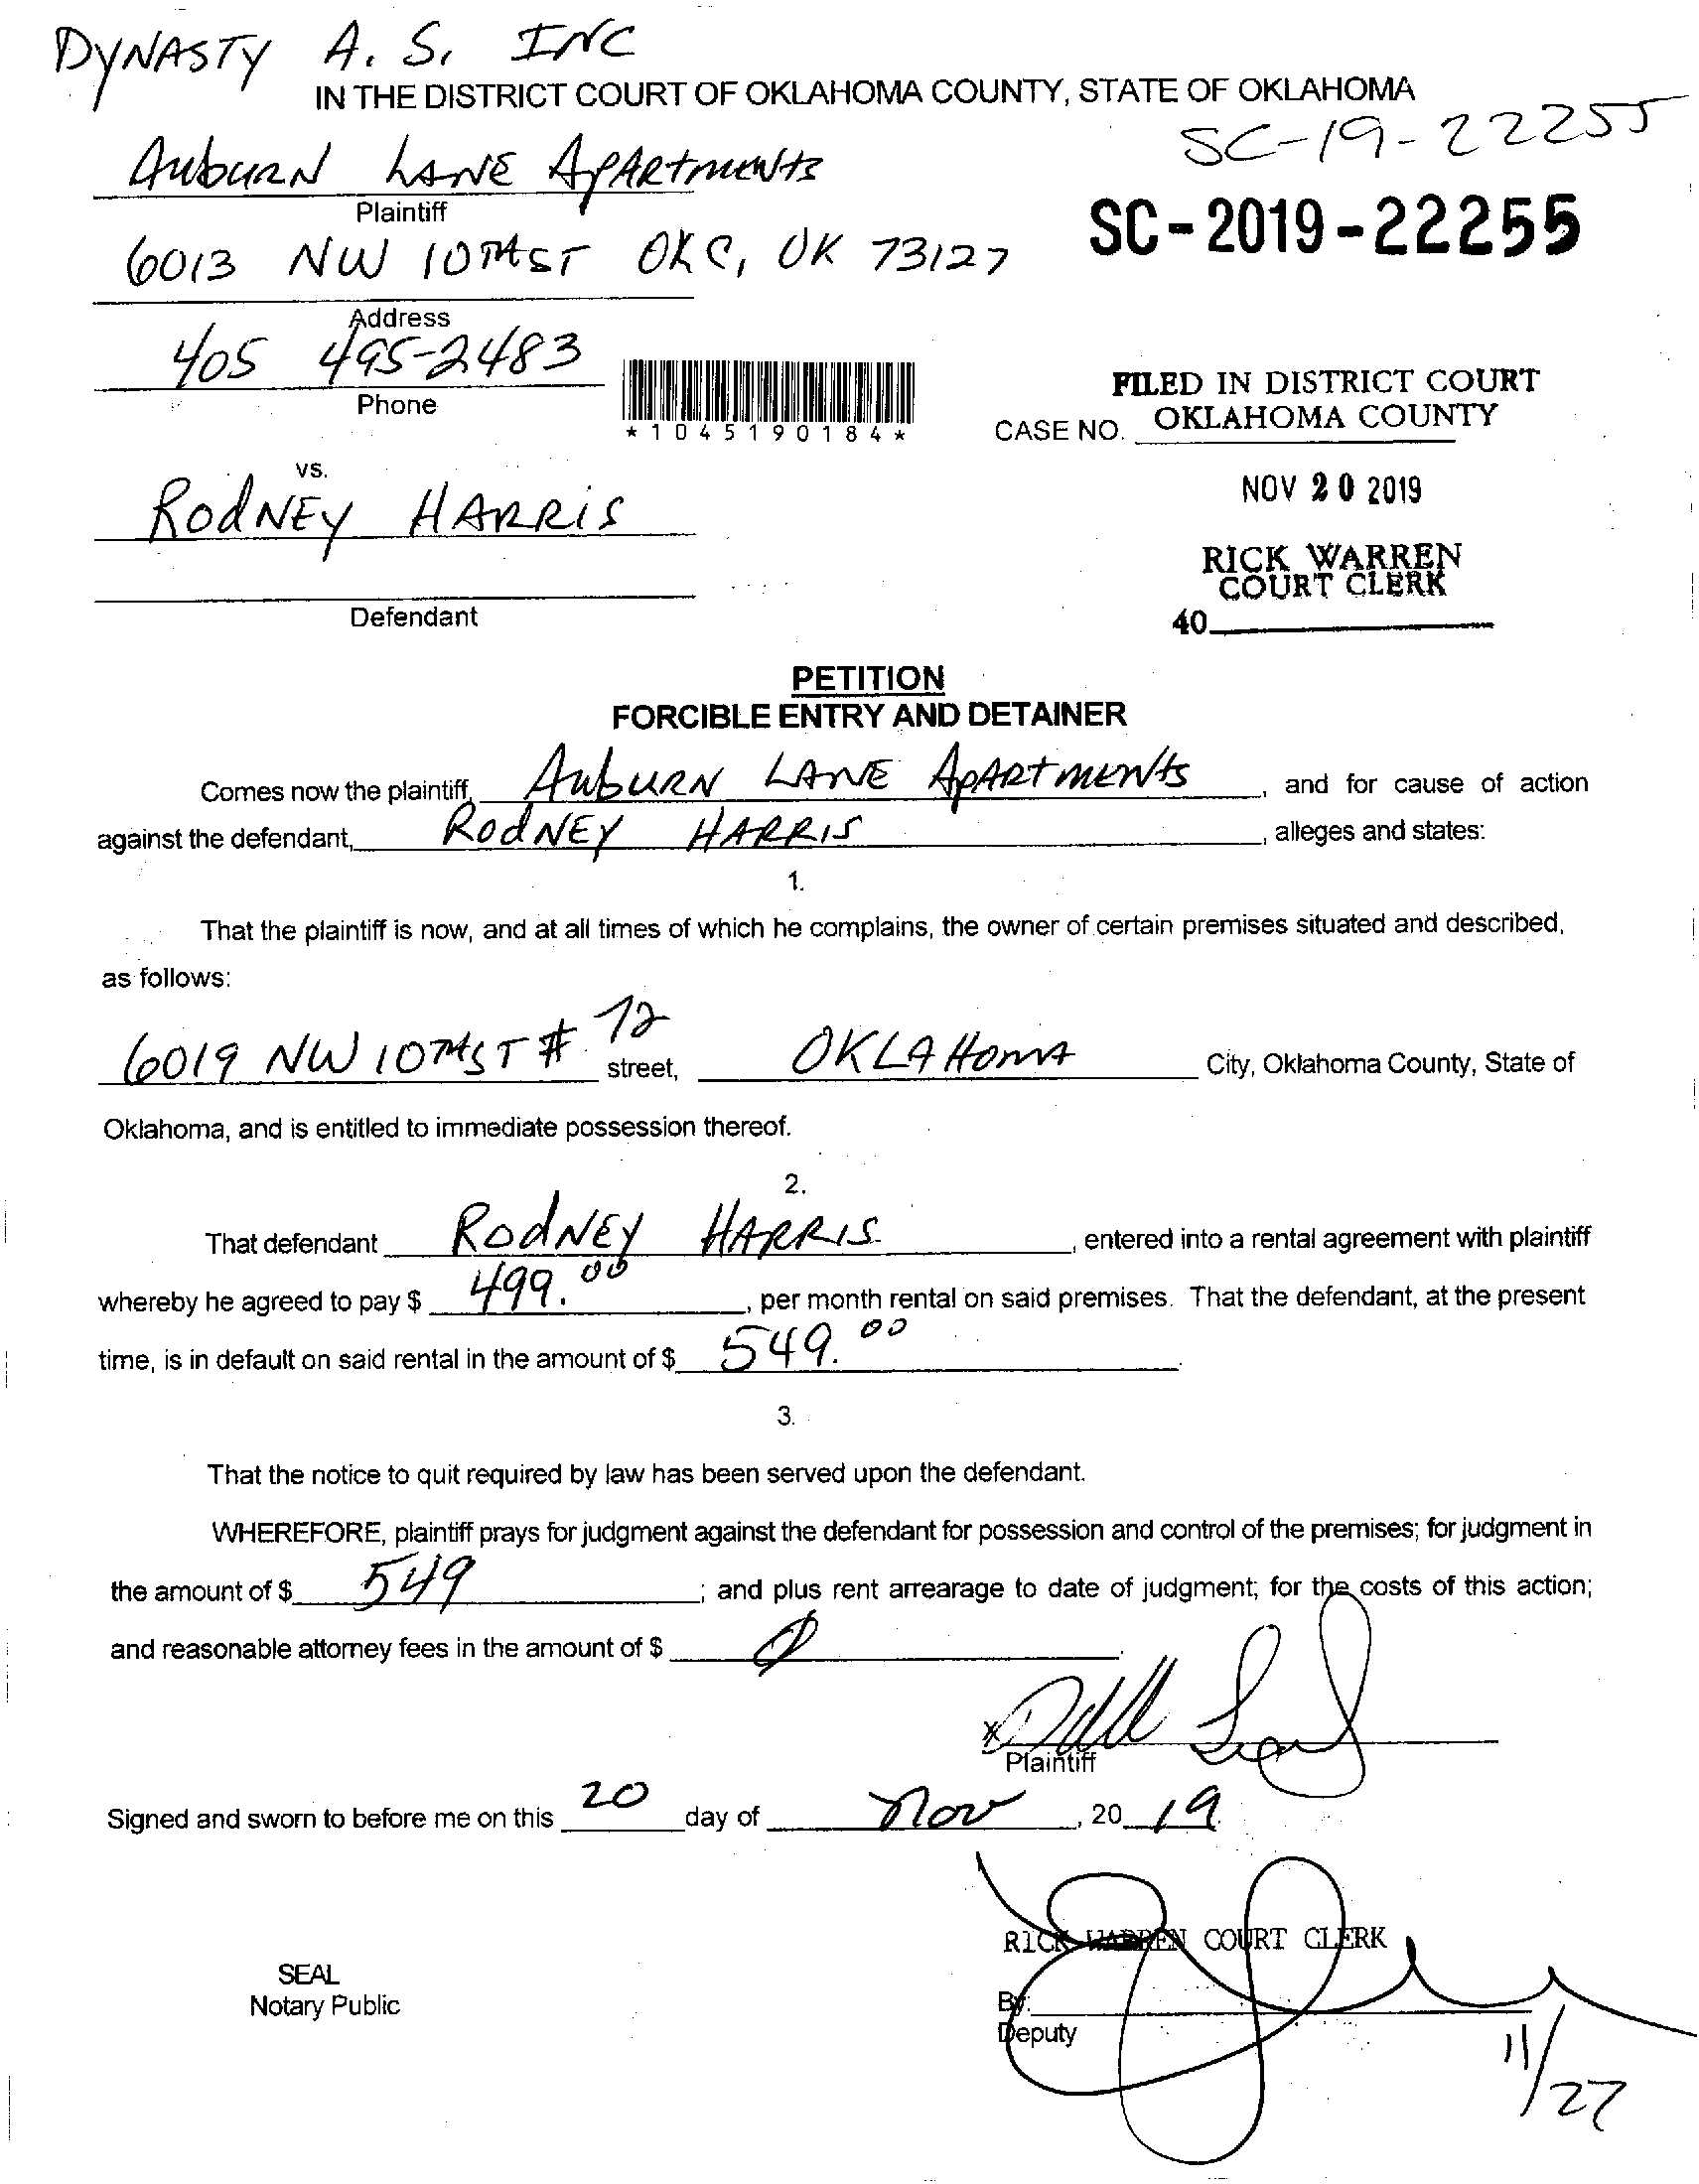 DYNASTY A. S. INC
IN THE DISTRICT COURT OF OKLAHOMA COUNTY, STATE OF OKLAHOMA
SC-19-22255
AubuRN LANE ApARtments
Plaintiff
SC-2019-22255
6013 NW 10TH ST OKC, OK 73127
Address
405 495-2483
Phone
*1045190184*
FILED IN DISTRICT COURT
CASE NO. OKLAHOMA COUNTY
NOV 20 2019
vs.
RodNEY HARRIS
RICK WARREN
COURT CLERK
Defendant
40
PETITION
FORCIBLE ENTRY AND DETAINER
Comes now the plaintiff, AubURN LANE ApARtmENts, and for cause of action
against the defendant, RodNEY HARRIS, alleges and states:
1.
That the plaintiff is now, and at all times of which he complains, the owner of certain premises situated and described,
as follows:
6019 NW 10TH ST # 72 street, OKLAHOMA City, Oklahoma County, State of
Oklahoma, and is entitled to immediate possession thereof.
2.
That defendant RodNEY HARRIS, entered into a rental agreement with plaintiff
whereby he agreed to pay $ 499.00, per month rental on said premises. That the defendant, at the present
time, is in default on said rental in the amount of $ 549.00
3.
That the notice to quit required by law has been served upon the defendant.
WHEREFORE, plaintiff prays for judgment against the defendant for possession and control of the premises; for judgment in
the amount of $ 549; and plus rent arrearage to date of judgment; for the costs of this action;
and reasonable attorney fees in the amount of $ Ø.
x
Plaintiff
Signed and sworn to before me on this 20 day of Nov, 20 19
RICK WARREN COURT CLERK
SEAL
Notary Public
By:
Deputy
11/27